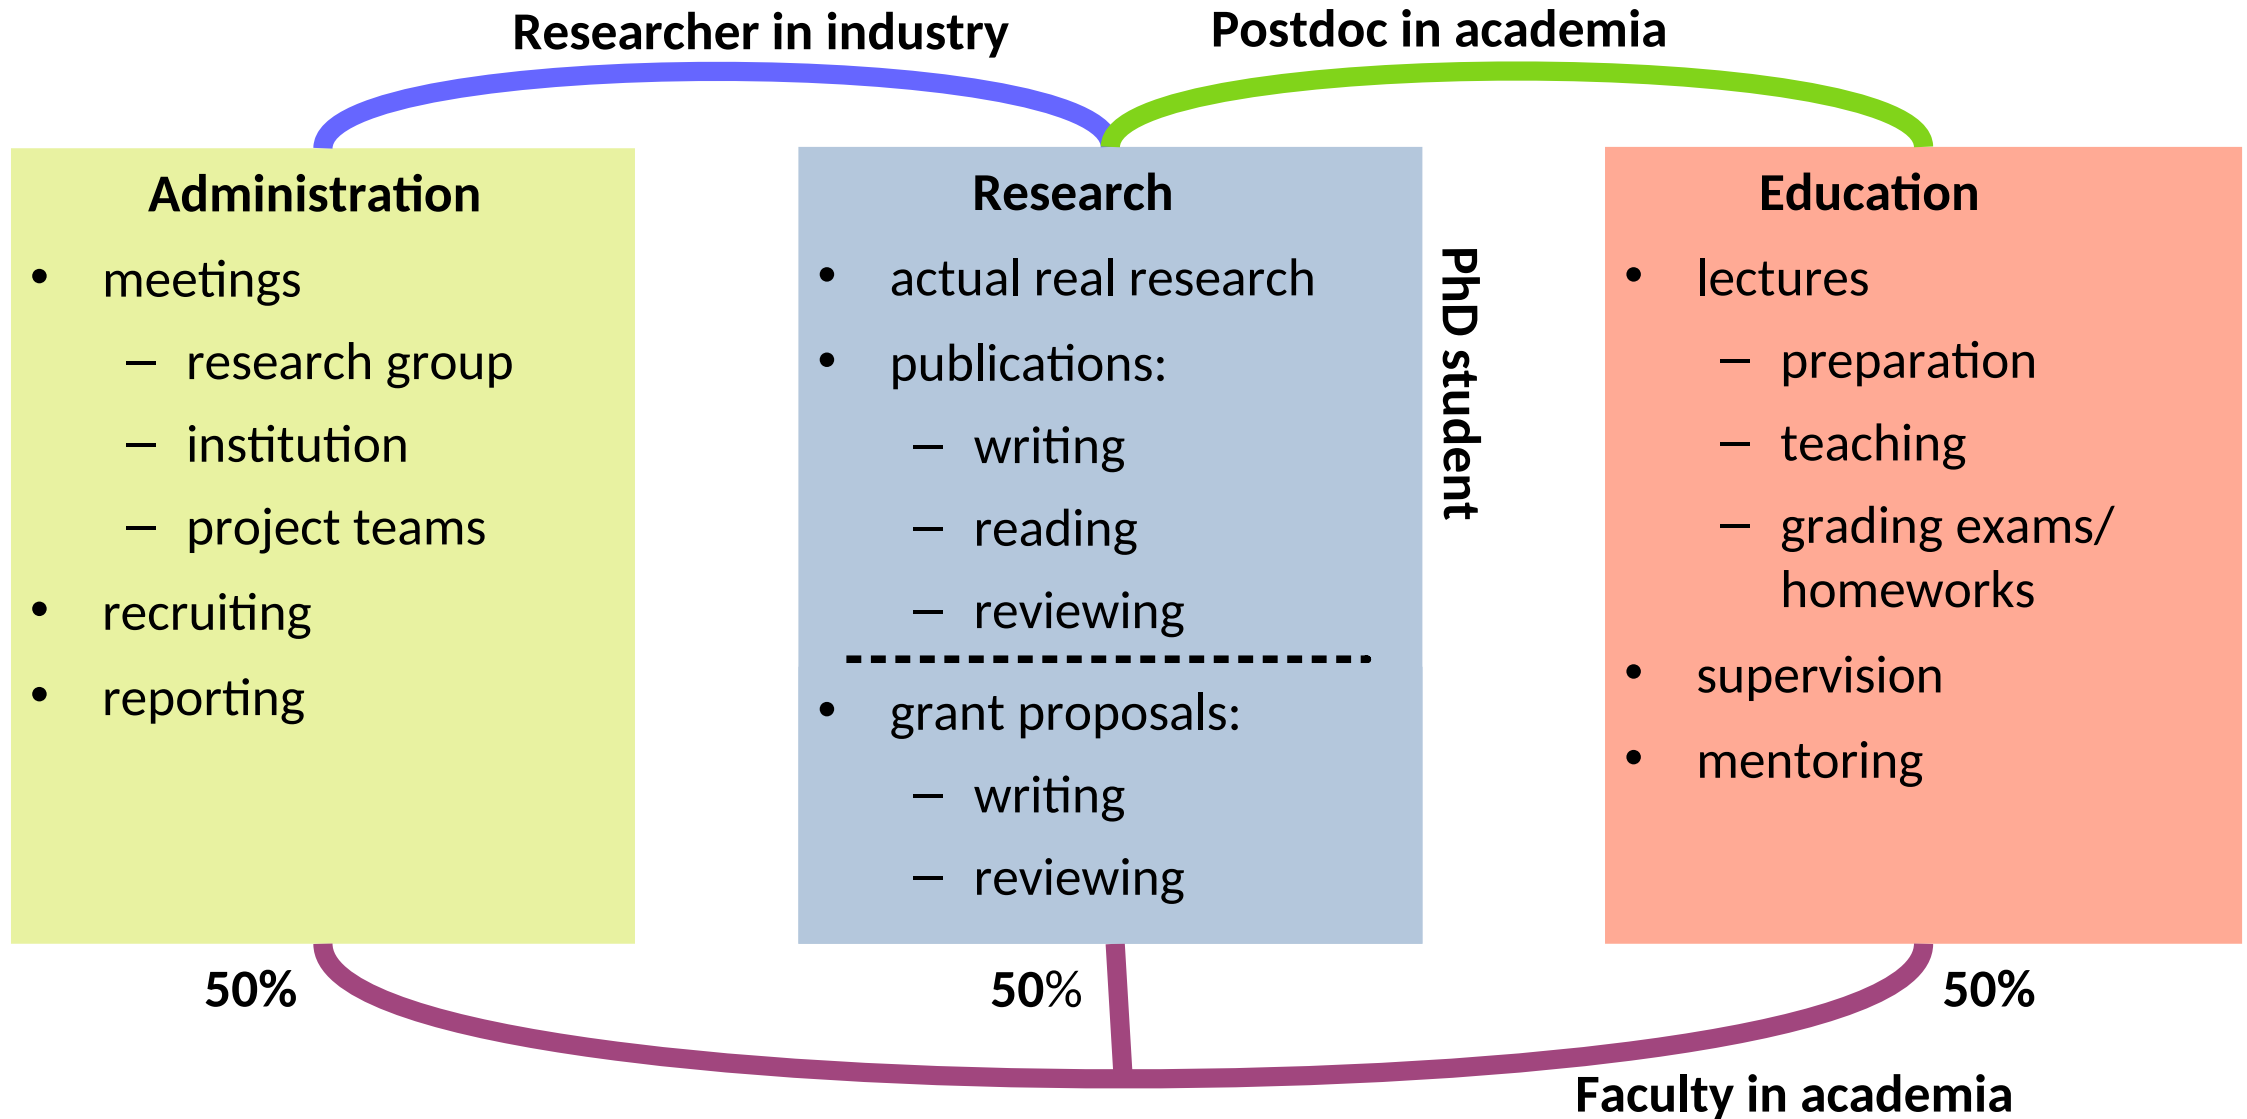 Researcher in industry
Postdoc in academia
Administration
• meetings
– research group
– institution
– project teams
• recruiting
• reporting
Research
• actual real research
• publications:
– writing
– reading
– reviewing
• grant proposals:
– writing
– reviewing
PhD student
Education
• lectures
– preparation
– teaching
– grading exams/
homeworks
• supervision
• mentoring
50%
50%
50%
Faculty in academia